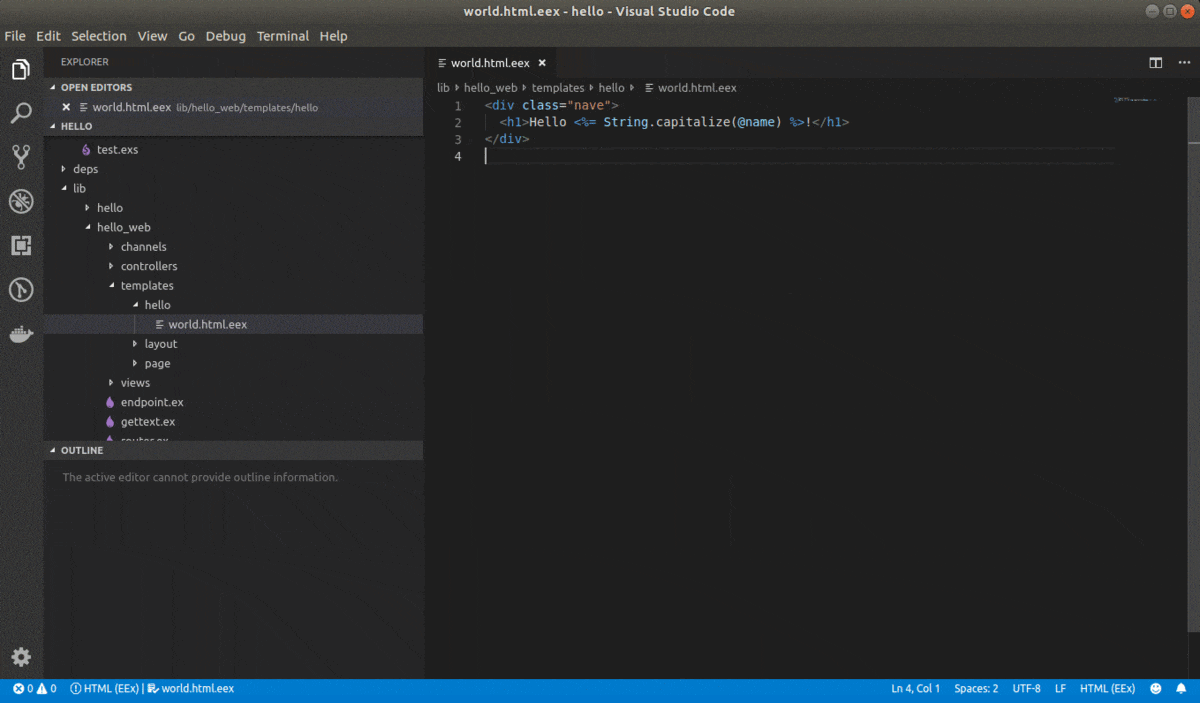 world.html.eex - hello - Visual Studio Code
File Edit Selection View Go Debug Terminal Help
EXPLORER
OPEN EDITORS
world.html.eex lib/hello_web/templates/hello
HELLO
test.exs
deps
lib
hello
hello_web
channels
controllers
templates
hello
world.html.eex
layout
page
views
endpoint.ex
gettext.ex
router.ex
OUTLINE
The active editor cannot provide outline information.
world.html.eex
lib hello_web templates hello world.html.eex
1 <div class="nave">
2 <h1>Hello <%= String.capitalize(@name) %>!</h1>
3 </div>
4
0 0 HTML (EEx) | world.html.eex Ln 4, Col 1 Spaces: 2 UTF-8 LF HTML (EEx)